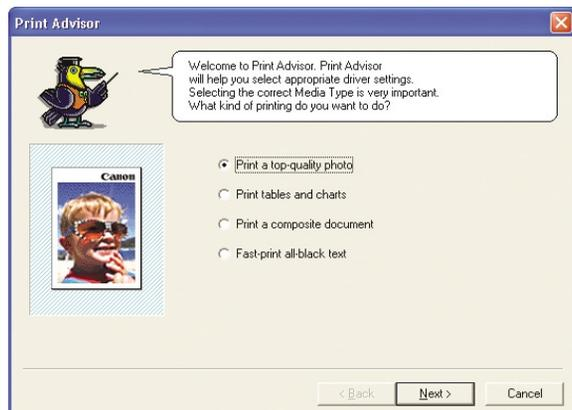 Print Advisor
Welcome to Print Advisor. Print Advisor
will help you select appropriate driver settings.
Selecting the correct Media Type is very important.
What kind of printing do you want to do?
Canon
Print a top-quality photo
Print tables and charts
Print a composite document
Fast-print all-black text
< Back
Next >
Cancel